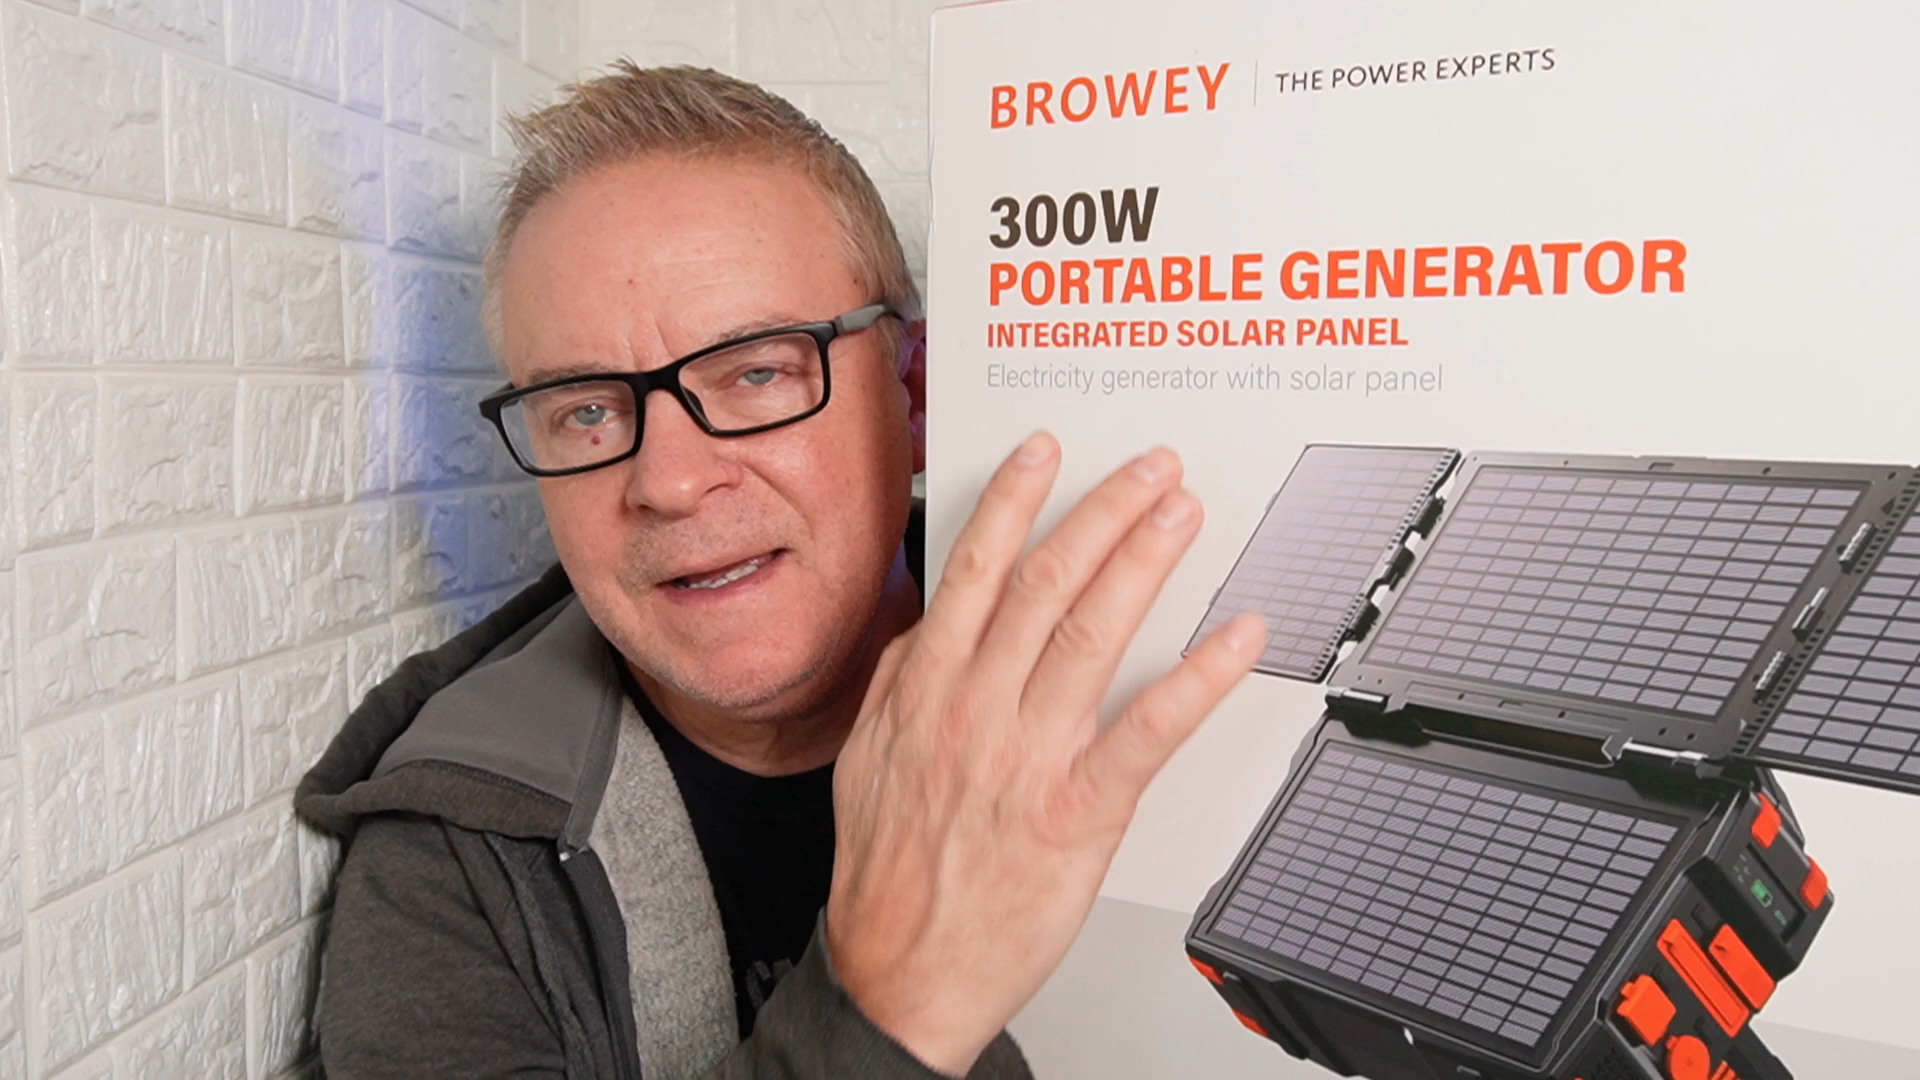 BROWEY | THE POWER EXPERTS
300W
PORTABLE GENERATOR
INTEGRATED SOLAR PANEL
Electricity generator with solar panel